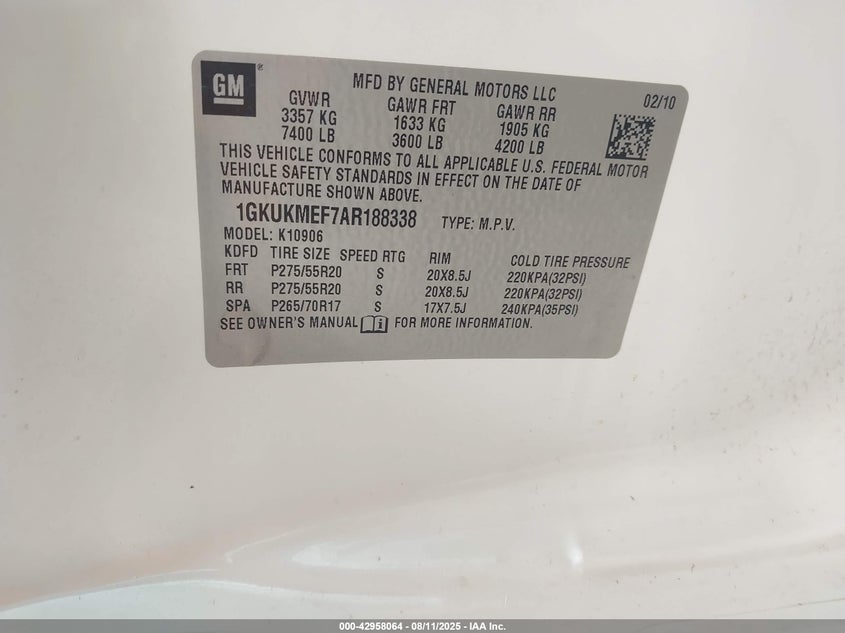 GM ®
MFD BY GENERAL MOTORS LLC
02/10
GVWR GAWR FRT GAWR RR
3357 KG 1633 KG 1905 KG
7400 LB 3600 LB 4200 LB
THIS VEHICLE CONFORMS TO ALL APPLICABLE U.S. FEDERAL MOTOR
VEHICLE SAFETY STANDARDS IN EFFECT ON THE DATE OF
MANUFACTURE SHOWN ABOVE.
1GKUKMEF7AR188338 TYPE: M.P.V.
MODEL: K10906
KDFD TIRE SIZE SPEED RTG RIM COLD TIRE PRESSURE
FRT P275/55R20 S 20X8.5J 220KPA(32PSI)
RR P275/55R20 S 20X8.5J 220KPA(32PSI)
SPA P265/70R17 S 17X7.5J 240KPA(35PSI)
SEE OWNER'S MANUAL i FOR MORE INFORMATION.
000-42958064 - 08/11/2025 - IAA Inc.